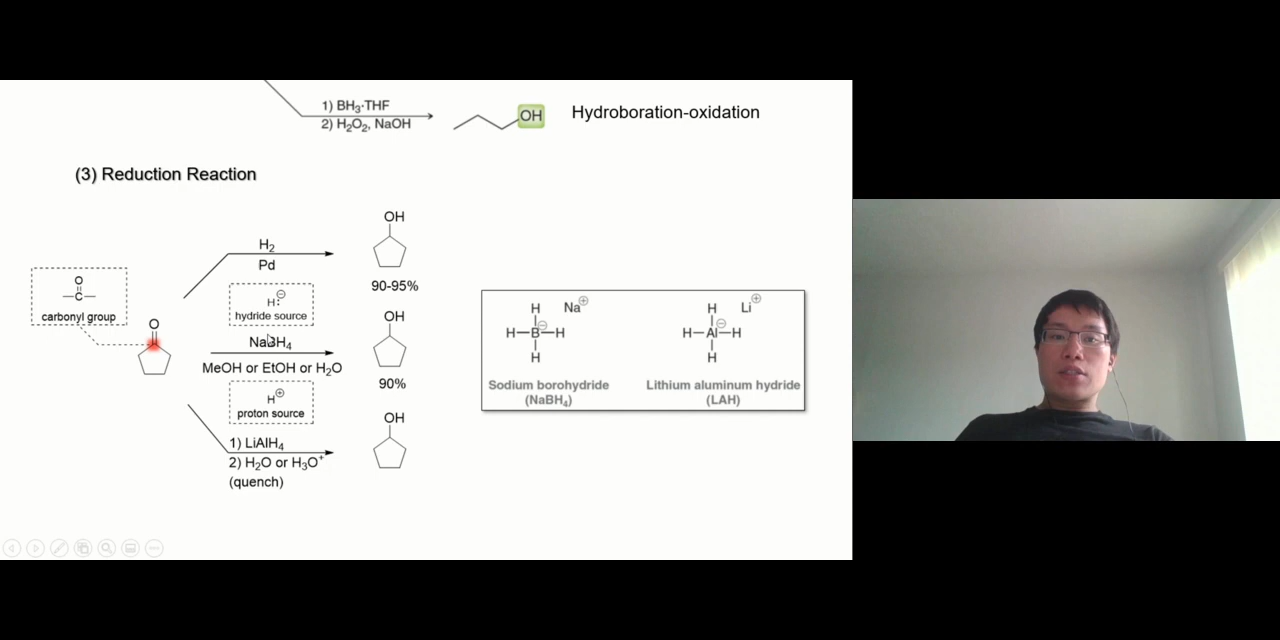 1) BH₃·THF
2) H₂O₂, NaOH
OH
Hydroboration-oxidation
(3) Reduction Reaction
OH
H₂
Pd
90-95%
O
—C—
carbonyl group
H:⊖
hydride source
O
OH
NaBH₄
MeOH or EtOH or H₂O
90%
H⊕
proton source
OH
1) LiAlH₄
2) H₂O or H₃O⁺
(quench)
H Na⊕
H—B⊖—H
H
Sodium borohydride
(NaBH₄)
H Li⊕
H—Al⊖—H
H
Lithium aluminum hydride
(LAH)